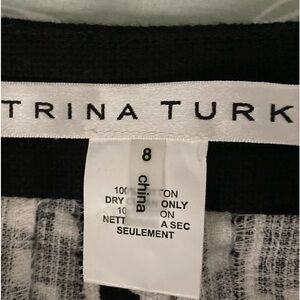 TRINA TURK
8
china
DRY ONLY
A SEC
SEULEMENT